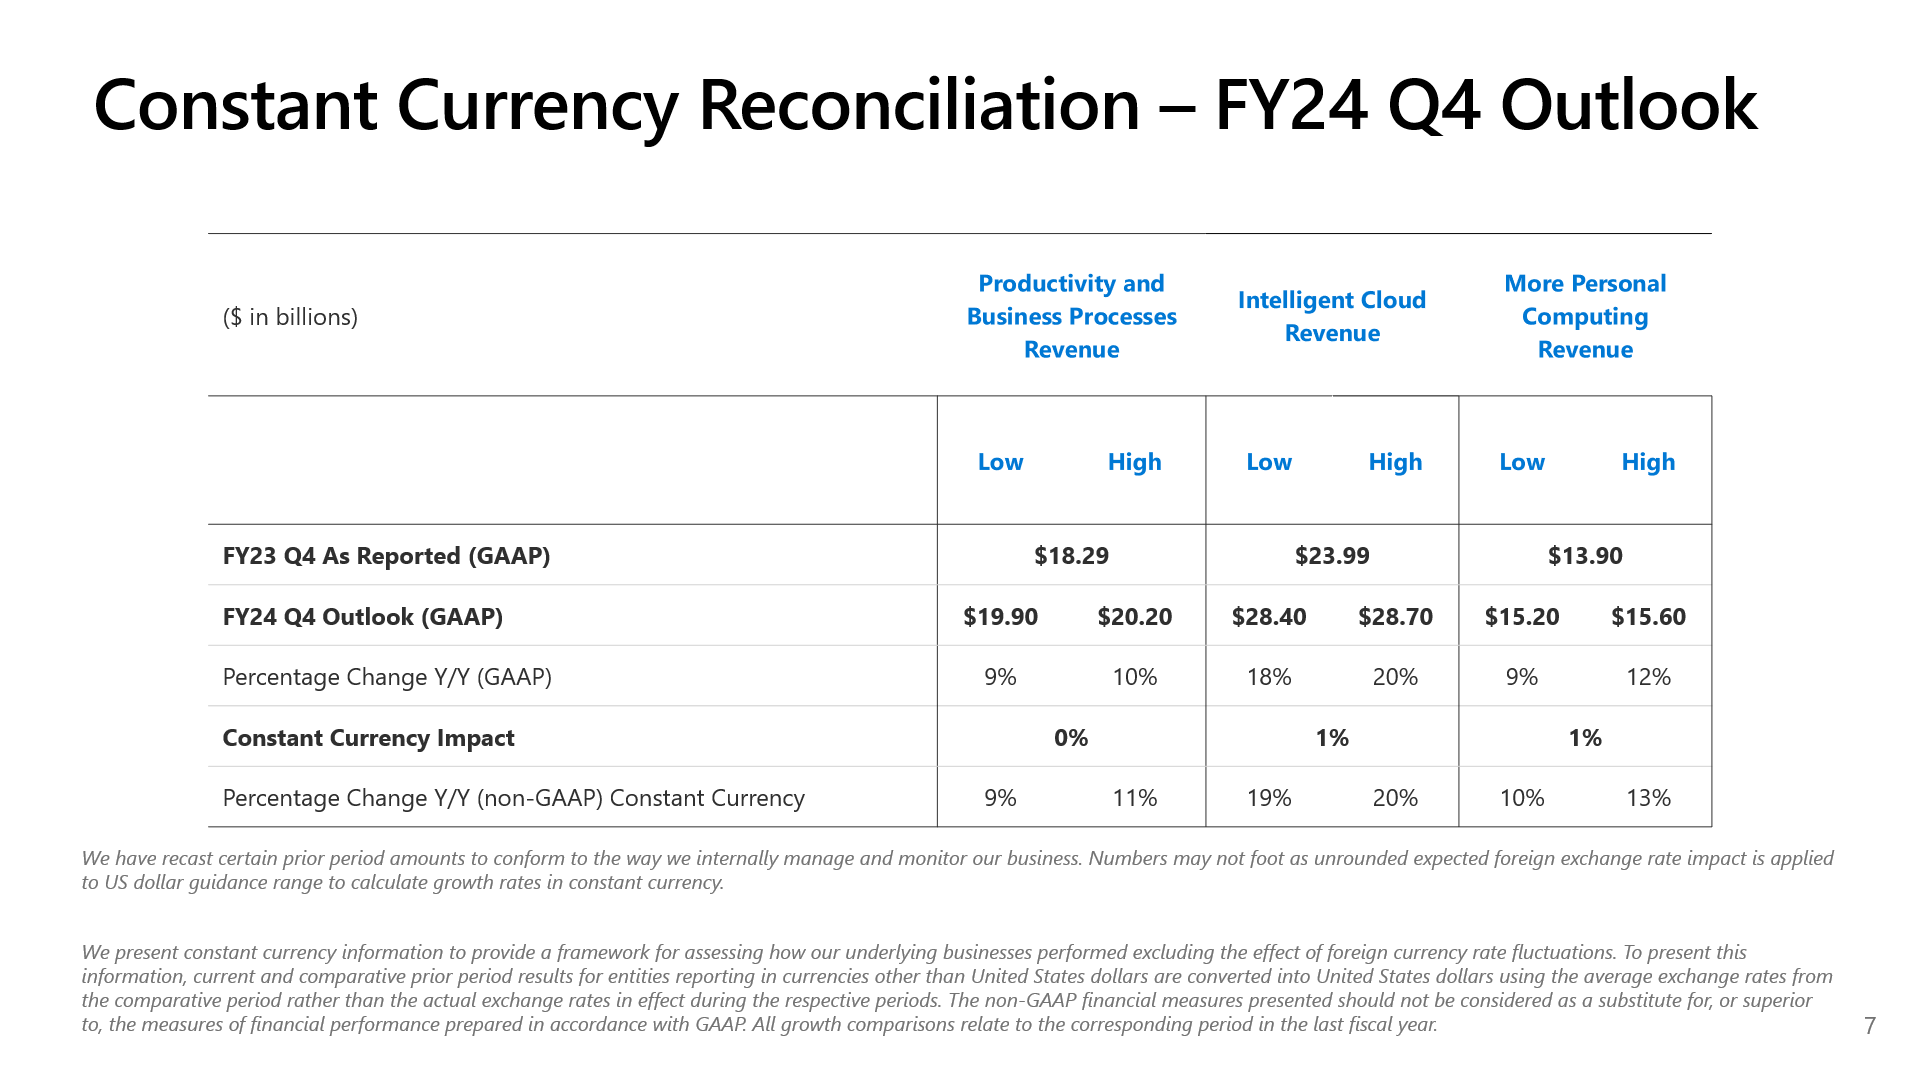 Constant Currency Reconciliation – FY24 Q4 Outlook
($ in billions)
Productivity and
Business Processes
Revenue
Intelligent Cloud
Revenue
More Personal
Computing
Revenue
Low High Low High Low High
FY23 Q4 As Reported (GAAP) $18.29 $23.99 $13.90
FY24 Q4 Outlook (GAAP) $19.90 $20.20 $28.40 $28.70 $15.20 $15.60
Percentage Change Y/Y (GAAP) 9% 10% 18% 20% 9% 12%
Constant Currency Impact 0% 1% 1%
Percentage Change Y/Y (non-GAAP) Constant Currency 9% 11% 19% 20% 10% 13%
We have recast certain prior period amounts to conform to the way we internally manage and monitor our business. Numbers may not foot as unrounded expected foreign exchange rate impact is applied
to US dollar guidance range to calculate growth rates in constant currency.
We present constant currency information to provide a framework for assessing how our underlying businesses performed excluding the effect of foreign currency rate fluctuations. To present this
information, current and comparative prior period results for entities reporting in currencies other than United States dollars are converted into United States dollars using the average exchange rates from
the comparative period rather than the actual exchange rates in effect during the respective periods. The non-GAAP financial measures presented should not be considered as a substitute for, or superior
to, the measures of financial performance prepared in accordance with GAAP. All growth comparisons relate to the corresponding period in the last fiscal year.
7